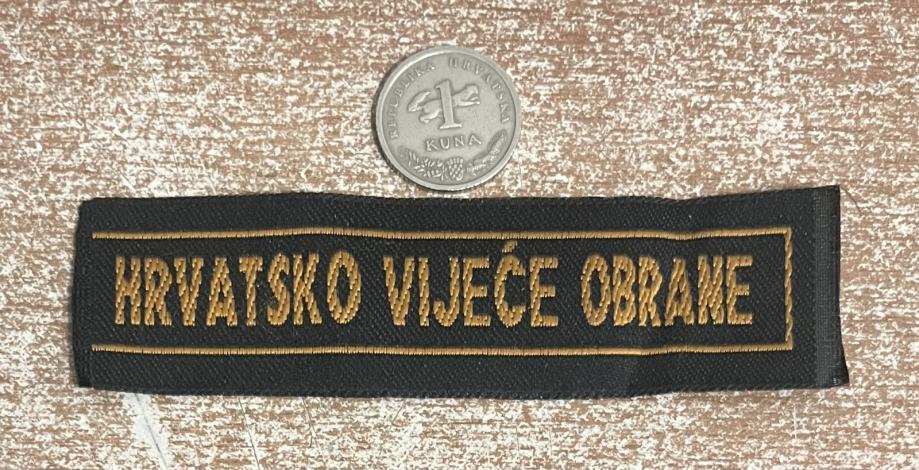 REPUBLIKA HRVATSKA
1
KUNA
HRVATSKO VIJEĆE OBRANE